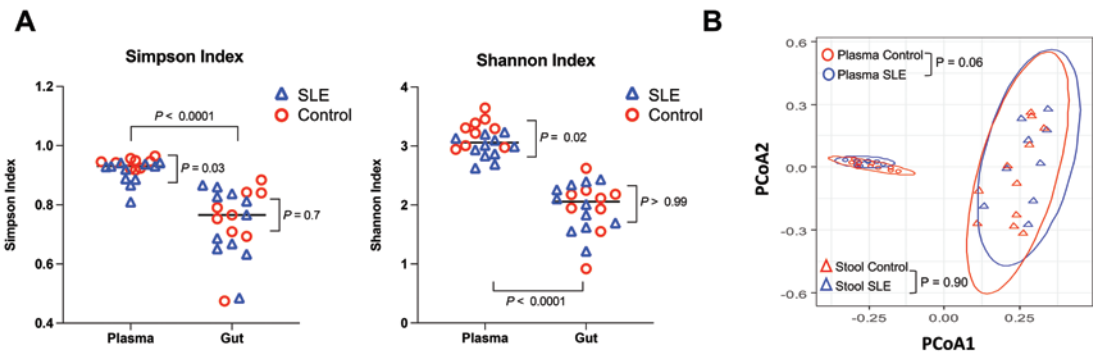 A
Simpson Index
SLE
Control
P < 0.0001
P = 0.03
P = 0.7
1.2
1.0
0.8
0.6
0.4
Simpson Index
Plasma Gut
Shannon Index
SLE
Control
P = 0.02
P > 0.99
P < 0.0001
4
3
2
1
0
Shannon Index
Plasma Gut
B
Plasma Control
Plasma SLE
P = 0.06
Stool Control
Stool SLE
P = 0.90
0.6
0.3
0.0
-0.3
-0.6
PCoA2
-0.25 0.00 0.25
PCoA1